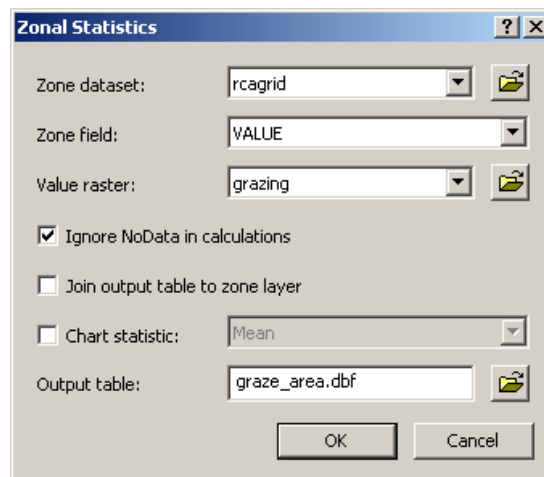 Zonal Statistics
Zone dataset: rcagrid
Zone field: VALUE
Value raster: grazing
Ignore NoData in calculations
Join output table to zone layer
Chart statistic: Mean
Output table: graze_area.dbf
OK Cancel